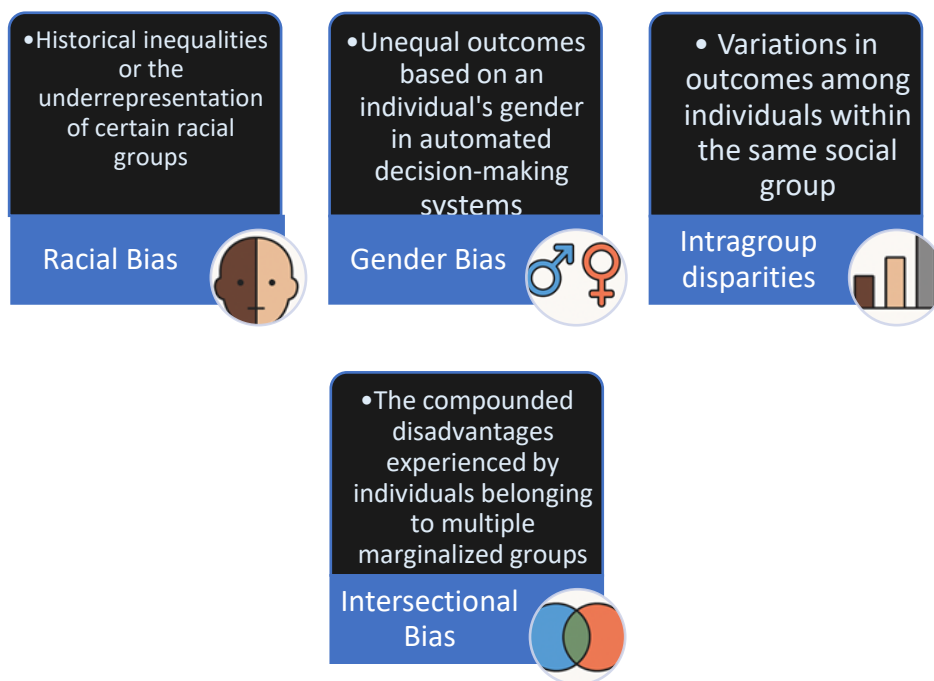 •Historical inequalities
or the
underrepresentation
of certain racial
groups
Racial Bias
•Unequal outcomes
based on an
individual's gender
in automated
decision-making
systems
Gender Bias
• Variations in
outcomes among
individuals within
the same social
group
Intragroup
disparities
•The compounded
disadvantages
experienced by
individuals belonging
to multiple
marginalized groups
Intersectional
Bias